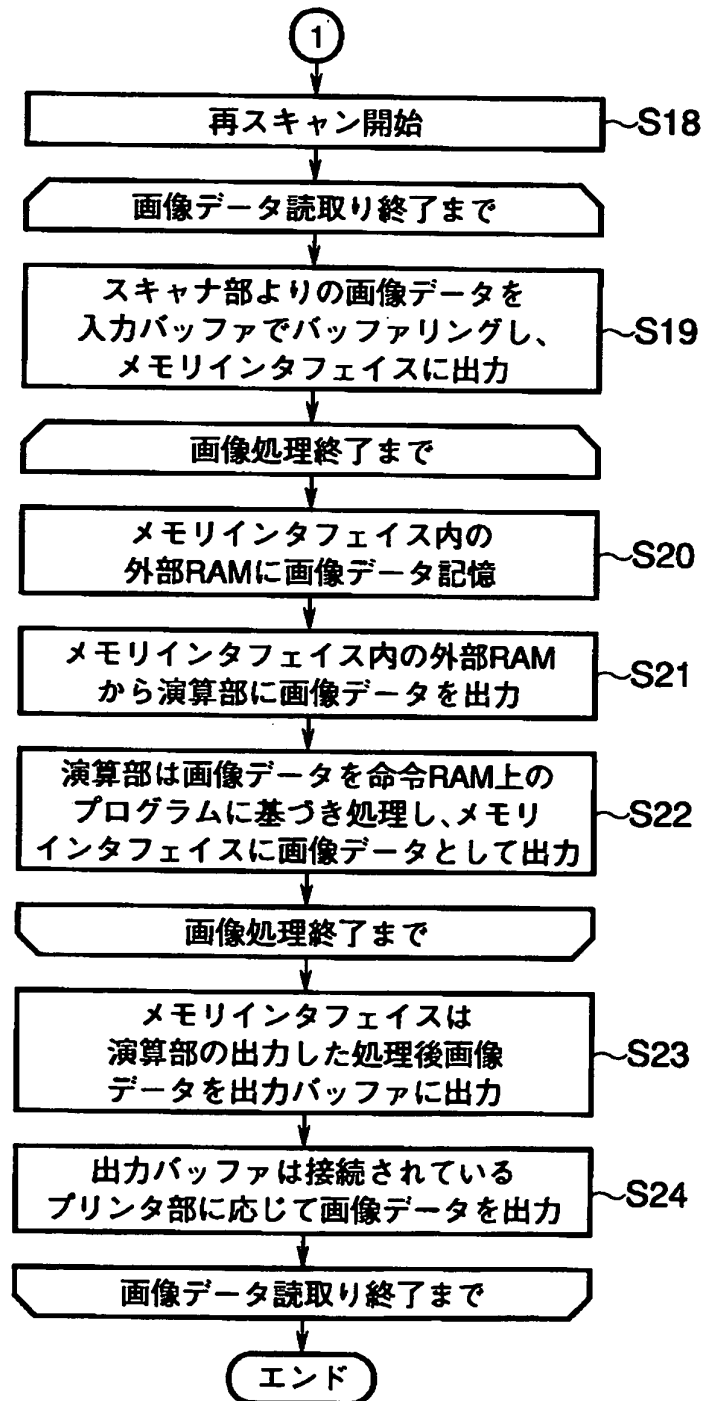 1
再スキャン開始
~S18
画像データ読取り終了まで
スキャナ部よりの画像データを
入力バッファでバッファリングし、
メモリインタフェイスに出力
~S19
画像処理終了まで
メモリインタフェイス内の
外部RAMに画像データ記憶
~S20
メモリインタフェイス内の外部RAM
から演算部に画像データを出力
~S21
演算部は画像データを命令RAM上の
プログラムに基づき処理し、メモリ
インタフェイスに画像データとして出力
~S22
画像処理終了まで
メモリインタフェイスは
演算部の出力した処理後画像
データを出力バッファに出力
~S23
出力バッファは接続されている
プリンタ部に応じて画像データを出力
~S24
画像データ読取り終了まで
エンド